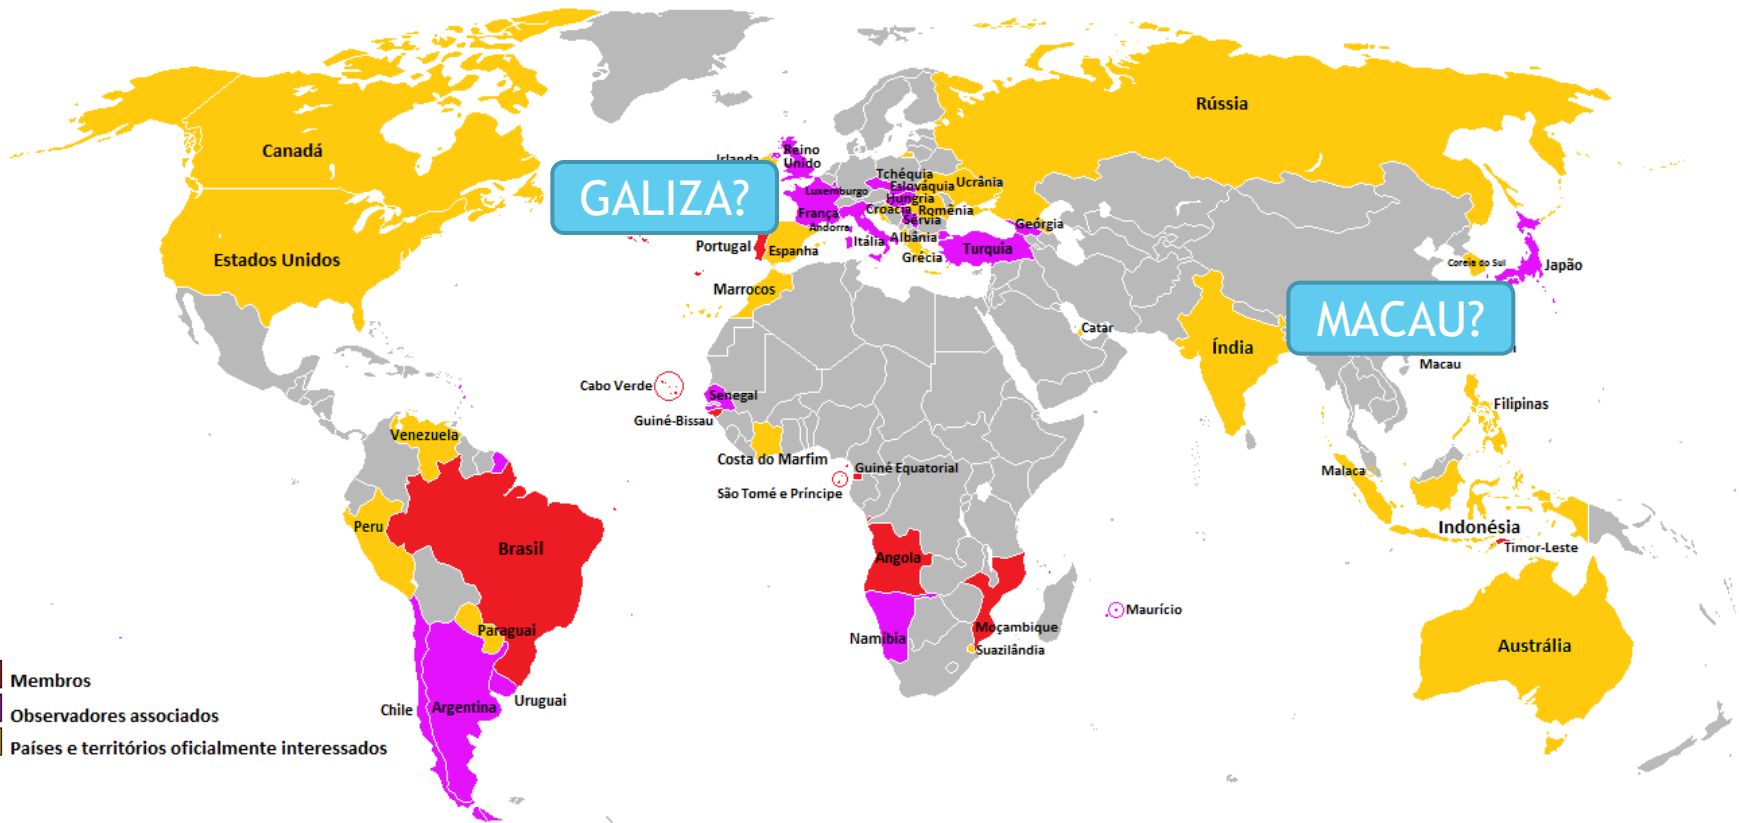 Rússia
Canadá
Reino
Unido
Irlanda
Tchéquia
Eslováquia
Ucrânia
Luxemburgo
Hungria
GALIZA?
França
Croácia
Romênia
Sérvia
Andorra
Geórgia
Portugal
Espanha
Itália
Albânia
Turquia
Grécia
Estados Unidos
Coreia do Sul
Japão
Marrocos
MACAU?
Catar
Índia
Macau
Cabo Verde
Senegal
Guiné-Bissau
Filipinas
Venezuela
Costa do Marfim
Guiné Equatorial
Malaca
São Tomé e Príncipe
Peru
Brasil
Indonésia
Timor-Leste
Angola
Maurício
Paraguai
Namíbia
Moçambique
Suazilândia
Austrália
Uruguai
Chile
Argentina
Membros
Observadores associados
Países e territórios oficialmente interessados